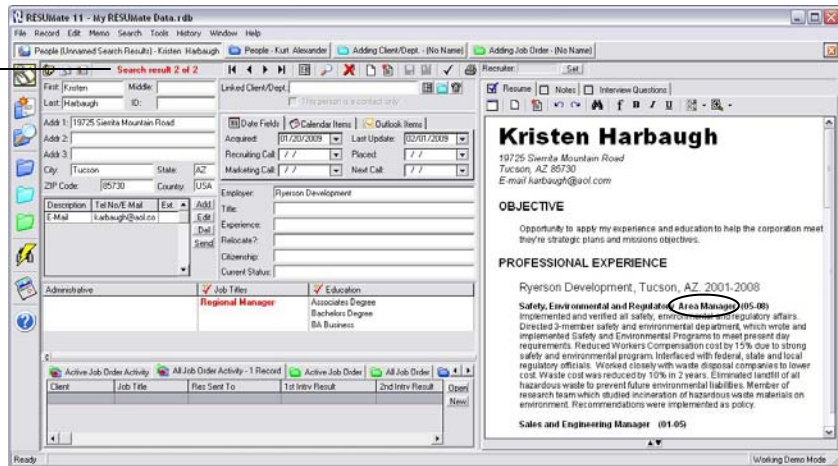 RESUMate 11 - My RESUMate Data.rdb
File Record Edit Memo Search Tools History Window Help
People (Unnamed Search Results) - Kristen Harbaugh People - Kurt Alexander Adding Client/Dept. - (No Name) Adding Job Order - (No Name)
Search result 2 of 2
Recruiter: Set
First: Kristen Middle: Linked Client/Dept.:
Last: Harbaugh ID: This person is a contact only
Resume Notes Interview Questions
Add 1: 19725 Sierrita Mountain Road
Add 2:
Add 3:
City: Tucson State: AZ
ZIP Code: 85730 Country: USA
Description Tel No/E-Mail Ext.
E-Mail karbaugh@aol.co
Add
Edit
Del
Send
Date Fields Calendar Items Outlook Items
Acquired: 01/20/2009 Last Update: 02/01/2009
Recruiting Call: / / Placed: / /
Marketing Call: / / Next Call: / /
Employer: Ryerson Development
Title:
Experience:
Relocate?:
Citizenship:
Current Status:
Administrative Job Titles Education
Regional Manager
Associates Degree
Bachelors Degree
BA Business
Active Job Order Activity All Job Order Activity - 1 Record Active Job Order All Job Order
Client Job Title Res Sent To 1st Intrv Result 2nd Intrv Result
Open
New
Kristen Harbaugh
19725 Sierrita Mountain Road
Tucson, AZ 85730
E-mail karbaugh@aol.com
OBJECTIVE
Opportunity to apply my experience and education to help the corporation meet
they're strategic plans and missions objectives.
PROFESSIONAL EXPERIENCE
Ryerson Development, Tucson, AZ 2001-2008
Safety, Environmental and Regulatory Area Manager (05-08)
Implemented and verified all safety, environmental and regulatory affairs.
Directed 3-member safety and environmental department, which wrote and
implemented Safety and Environmental Programs to meet present day
requirements. Reduced Workers Compensation cost by 15% due to strong
safety and environmental program. Interfaced with federal, state and local
regulatory officials. Worked closely with waste disposal companies to lower
cost. Waste cost was reduced by 10% in 2 years. Eliminated landfill of all
hazardous waste to prevent future environmental liabilities. Member of
research team which studied incineration of hazardous waste materials on
environment. Recommendations were implemented as policy.
Sales and Engineering Manager (01-05)
Ready Working Demo Mode